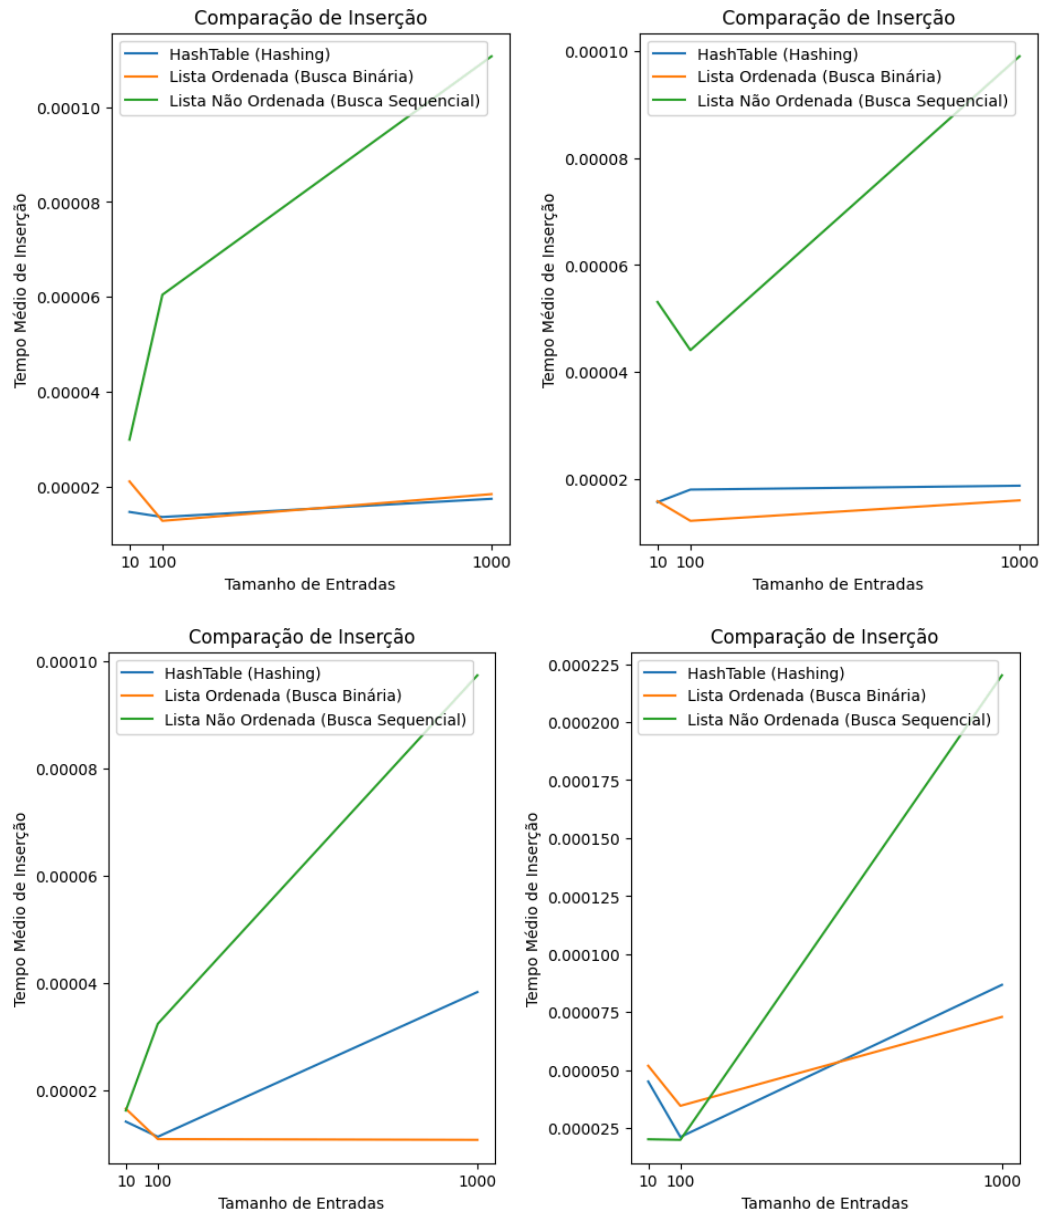 Comparação de Inserção
HashTable (Hashing)
Lista Ordenada (Busca Binária)
Lista Não Ordenada (Busca Sequencial)
0.00010
0.00008
0.00006
0.00004
0.00002
Tempo Médio de Inserção
10 100 1000
Tamanho de Entradas
Comparação de Inserção
HashTable (Hashing)
Lista Ordenada (Busca Binária)
Lista Não Ordenada (Busca Sequencial)
0.00010
0.00008
0.00006
0.00004
0.00002
Tempo Médio de Inserção
10 100 1000
Tamanho de Entradas
Comparação de Inserção
HashTable (Hashing)
Lista Ordenada (Busca Binária)
Lista Não Ordenada (Busca Sequencial)
0.00010
0.00008
0.00006
0.00004
0.00002
Tempo Médio de Inserção
10 100 1000
Tamanho de Entradas
Comparação de Inserção
HashTable (Hashing)
Lista Ordenada (Busca Binária)
Lista Não Ordenada (Busca Sequencial)
0.000225
0.000200
0.000175
0.000150
0.000125
0.000100
0.000075
0.000050
0.000025
Tempo Médio de Inserção
10 100 1000
Tamanho de Entradas